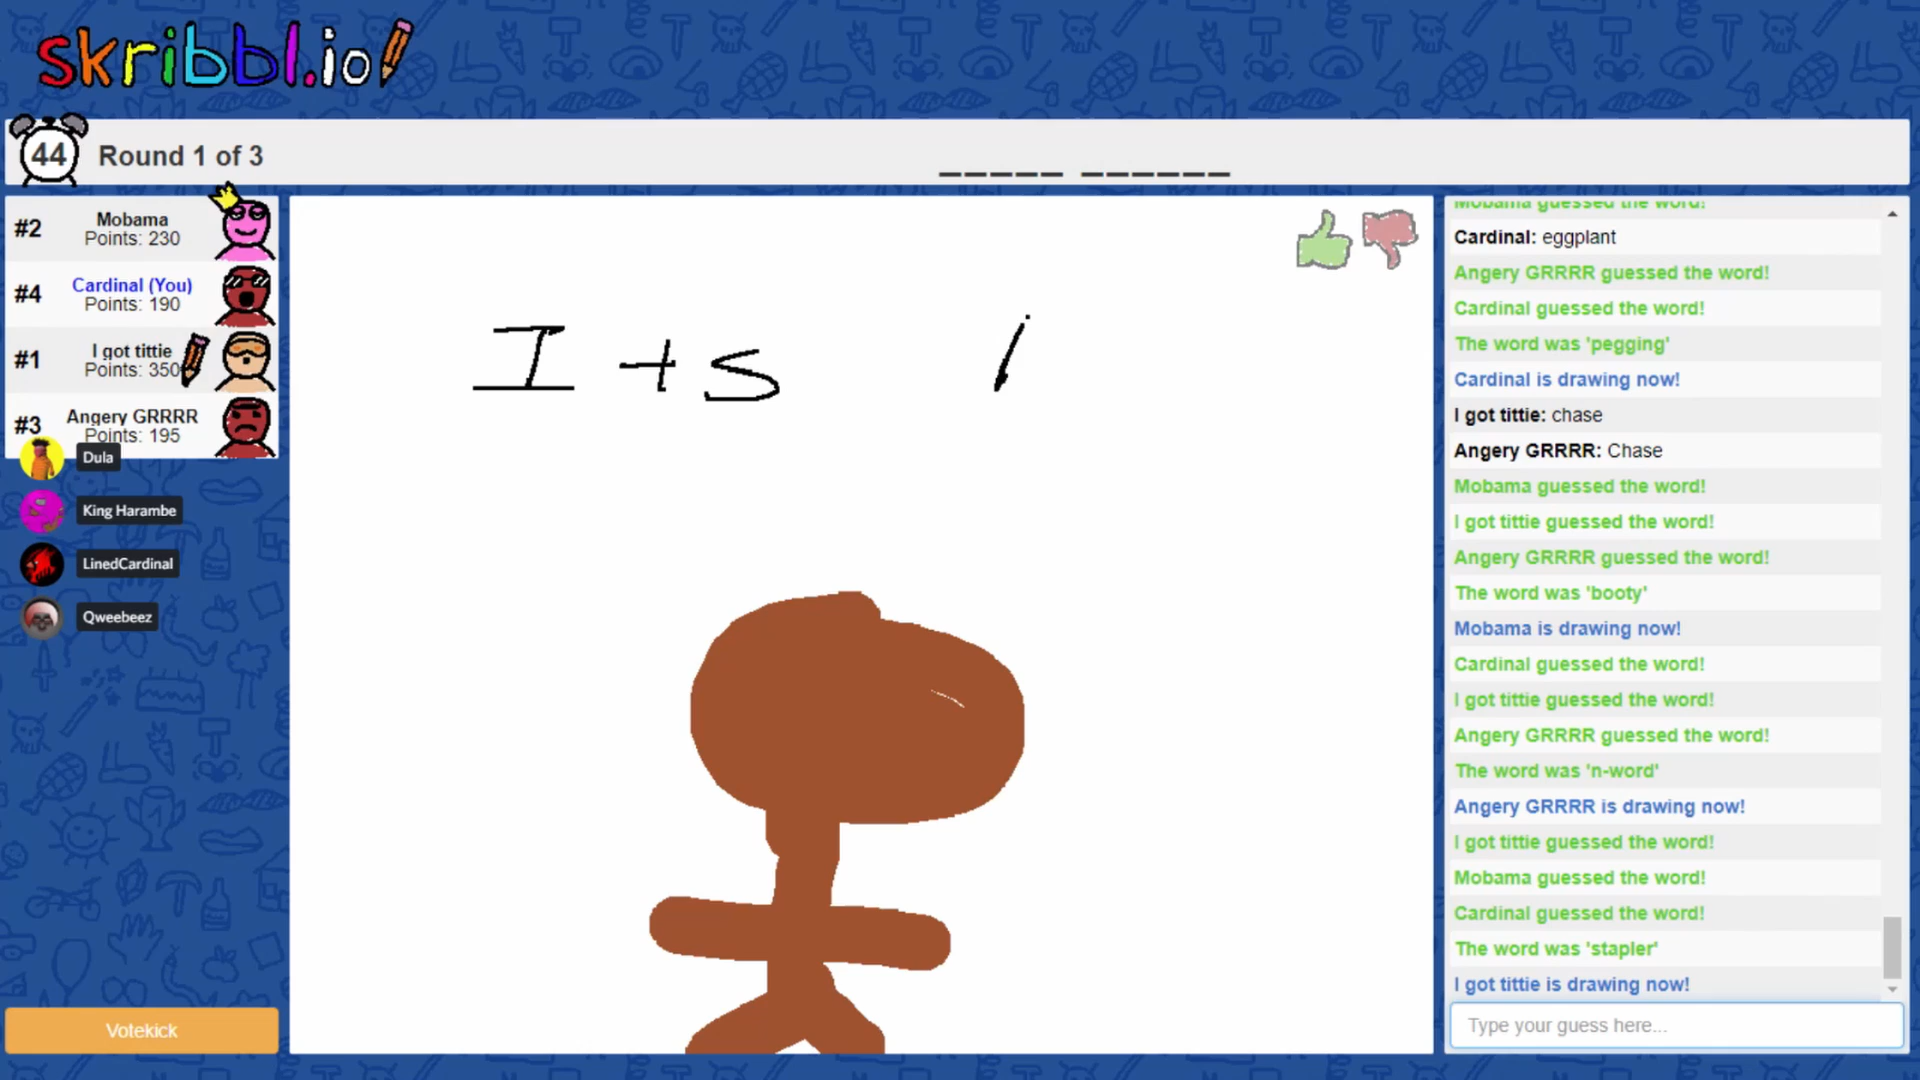 skribbl.io
44
Round 1 of 3
_____ ______
#2 Mobama
Points: 230
#4 Cardinal (You)
Points: 190
#1 I got tittie
Points: 350
#3 Angery GRRRR
Points: 195
Dula
King Harambe
LinedCardinal
Qweebeez
Votekick
Its
Mobama guessed the word!
Cardinal: eggplant
Angery GRRRR guessed the word!
Cardinal guessed the word!
The word was 'pegging'
Cardinal is drawing now!
I got tittie: chase
Angery GRRRR: Chase
Mobama guessed the word!
I got tittie guessed the word!
Angery GRRRR guessed the word!
The word was 'booty'
Mobama is drawing now!
Cardinal guessed the word!
I got tittie guessed the word!
Angery GRRRR guessed the word!
The word was 'n-word'
Angery GRRRR is drawing now!
I got tittie guessed the word!
Mobama guessed the word!
Cardinal guessed the word!
The word was 'stapler'
I got tittie is drawing now!
Type your guess here...